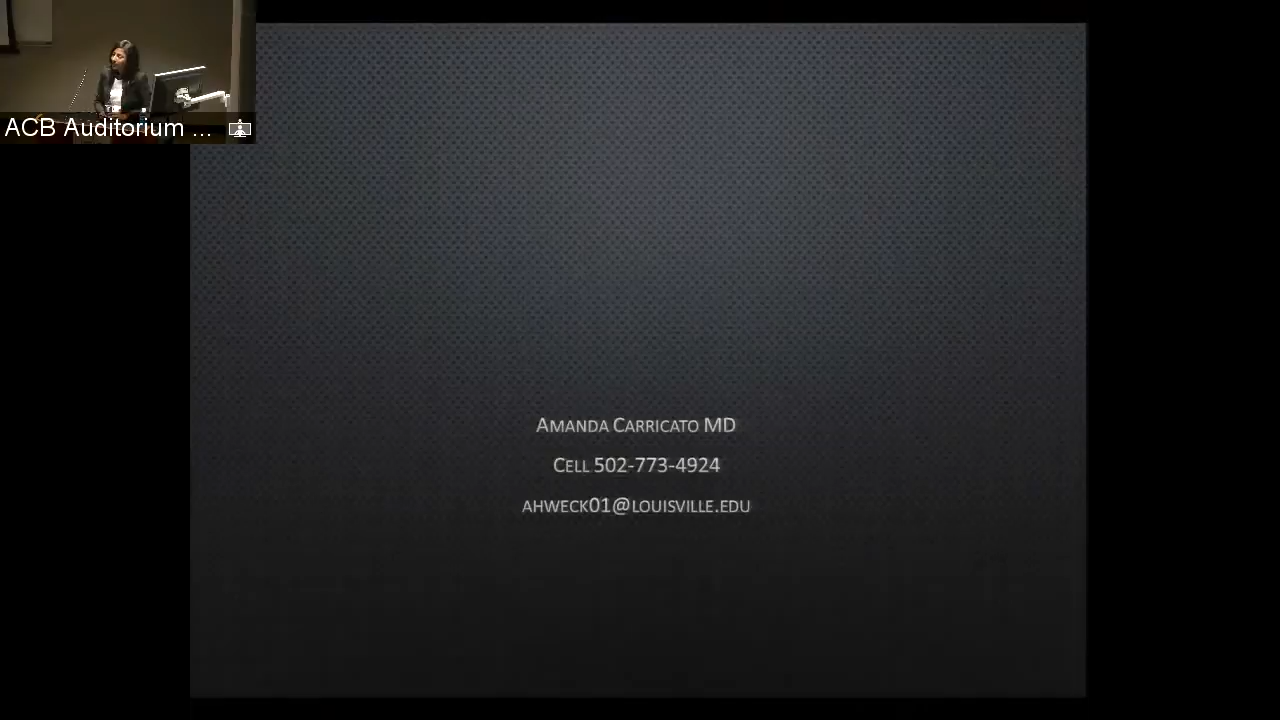 ACB Auditorium ...
Amanda Carricato MD
Cell 502-773-4924
ahweck01@louisville.edu